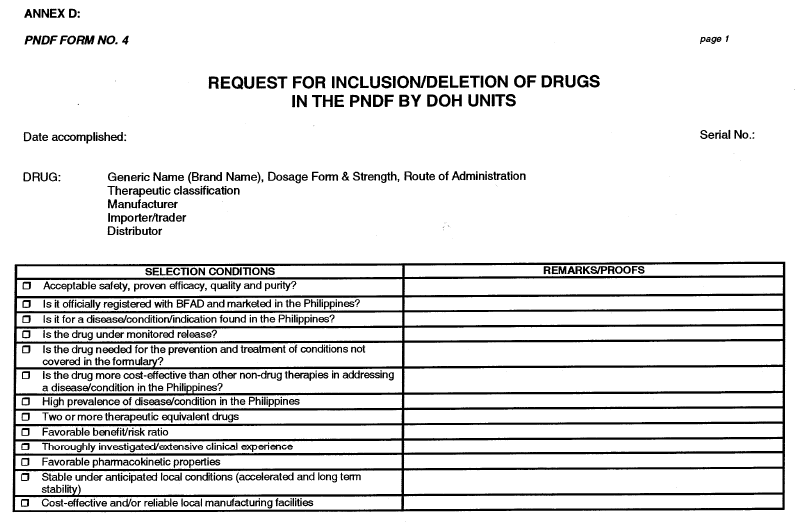 ANNEX D:
PNDF FORM NO. 4
page 1
REQUEST FOR INCLUSION/DELETION OF DRUGS
IN THE PNDF BY DOH UNITS
Date accomplished:
Serial No.:
DRUG: Generic Name (Brand Name), Dosage Form & Strength, Route of Administration
Therapeutic classification
Manufacturer
Importer/trader
Distributor
SELECTION CONDITIONS REMARKS/PROOFS
Acceptable safety, proven efficacy, quality and purity?
Is it officially registered with BFAD and marketed in the Philippines?
Is it for a disease/condition/indication found in the Philippines?
Is the drug under monitored release?
Is the drug needed for the prevention and treatment of conditions not
covered in the formulary?
Is the drug more cost-effective than other non-drug therapies in addressing
a disease/condition in the Philippines?
High prevalence of disease/condition in the Philippines
Two or more therapeutic equivalent drugs
Favorable benefit/risk ratio
Thoroughly investigated/extensive clinical experience
Favorable pharmacokinetic properties
Stable under anticipated local conditions (accelerated and long term
stability)
Cost-effective and/or reliable local manufacturing facilities